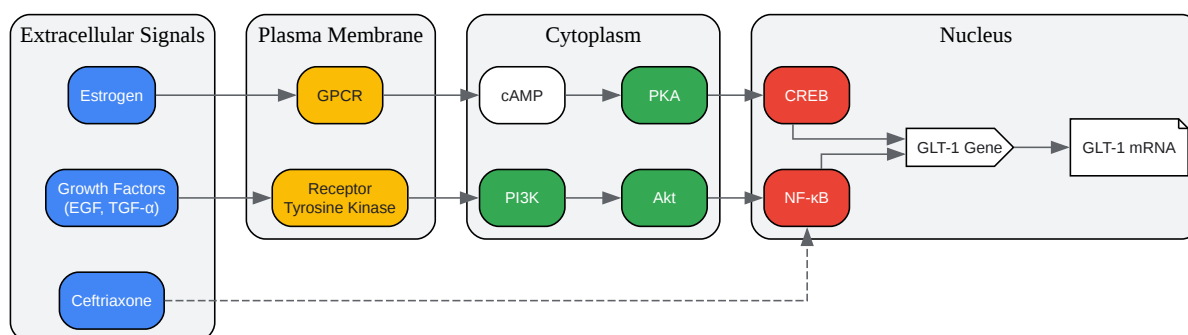 Extracellular Signals
Plasma Membrane
Cytoplasm
Nucleus
Estrogen
GPCR
cAMP
PKA
CREB
GLT-1 Gene
GLT-1 mRNA
Growth Factors
(EGF, TGF-α)
Receptor
Tyrosine Kinase
PI3K
Akt
NF-κB
Ceftriaxone